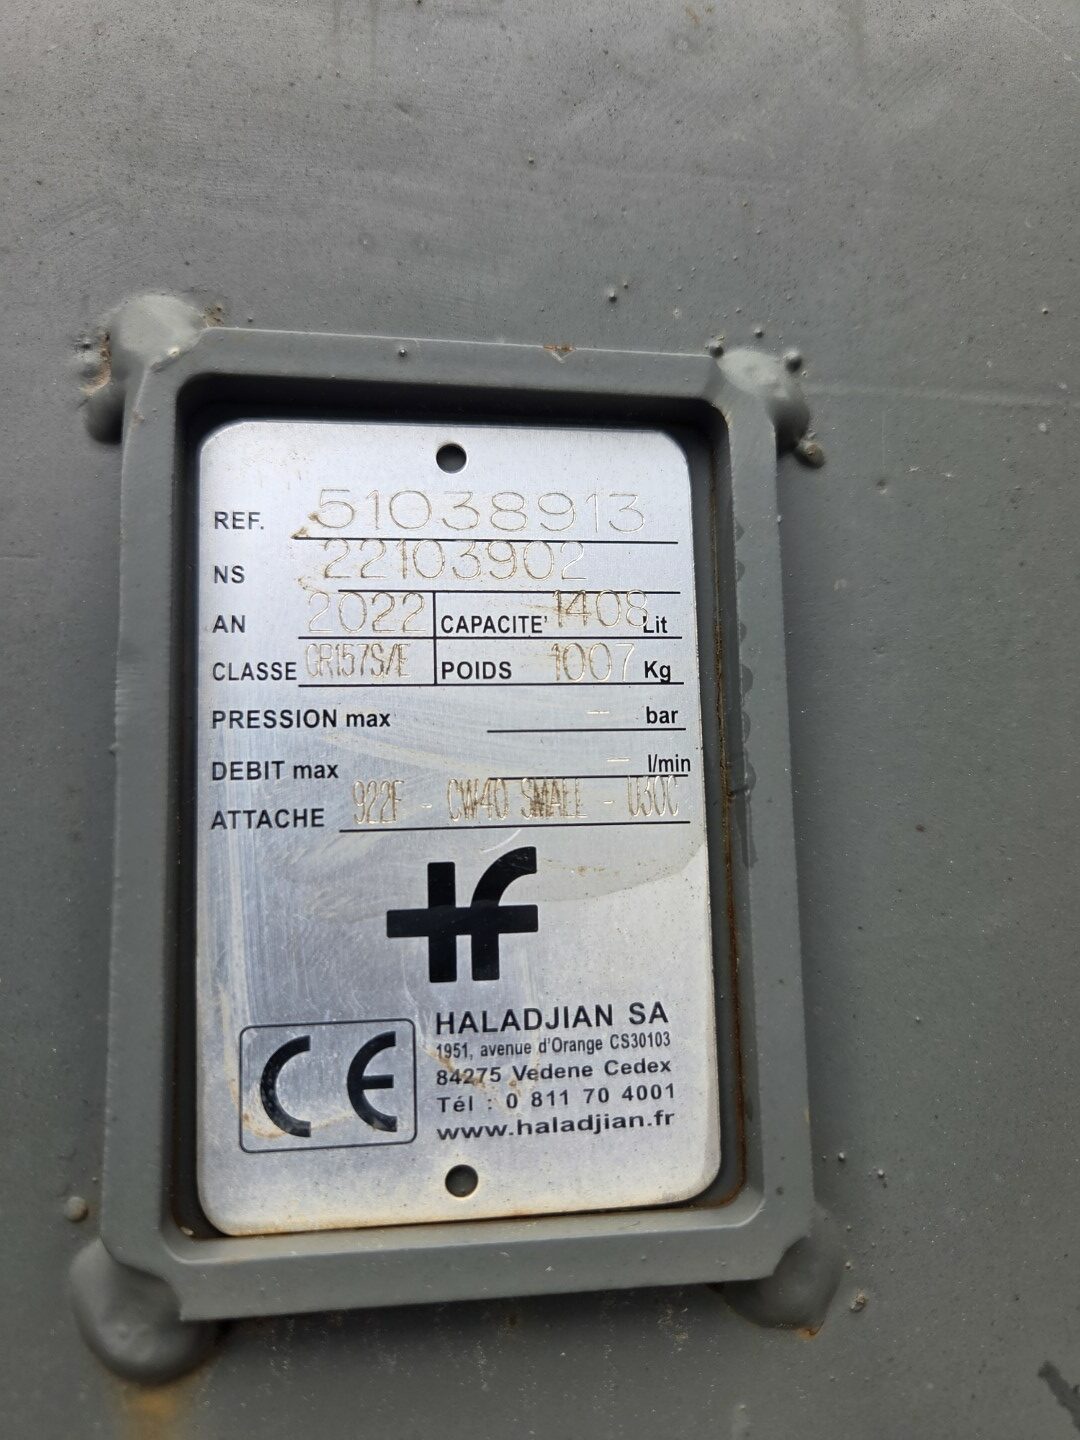 REF. 51038913
NS 22103902
AN 2022 CAPACITE' 1408 Lit
CLASSE CR157S/E POIDS 1007 Kg
PRESSION max - bar
DEBIT max - l/min
ATTACHE 922F - CW40 SMALL - U30C
HALADJIAN SA
1951, avenue d'Orange CS30103
84275 Vedene Cedex
Tél : 0 811 70 4001
www.haladjian.fr
CE